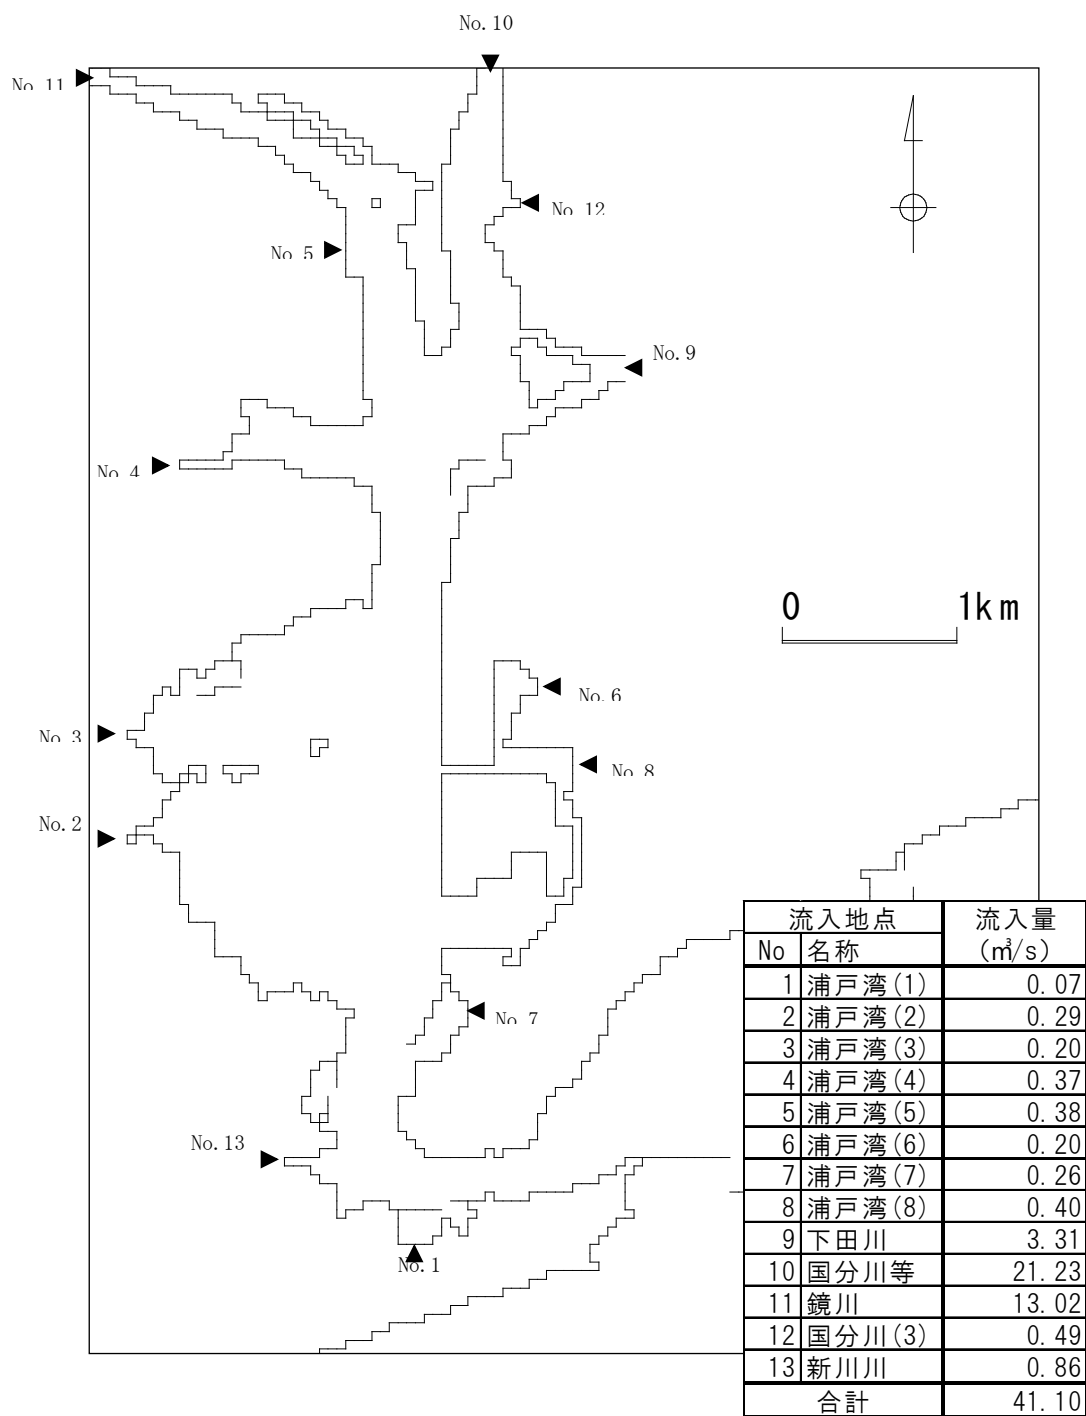 No.10
No.11
No.12
No.5
No.9
No.4
0 1km
No.6
No.3
No.8
No.2
No.7
No.13
No.1
流入地点 流入量
No 名称 (㎥/s)
1 浦戸湾(1) 0.07
2 浦戸湾(2) 0.29
3 浦戸湾(3) 0.20
4 浦戸湾(4) 0.37
5 浦戸湾(5) 0.38
6 浦戸湾(6) 0.20
7 浦戸湾(7) 0.26
8 浦戸湾(8) 0.40
9 下田川 3.31
10 国分川等 21.23
11 鏡川 13.02
12 国分川(3) 0.49
13 新川川 0.86
合計 41.10